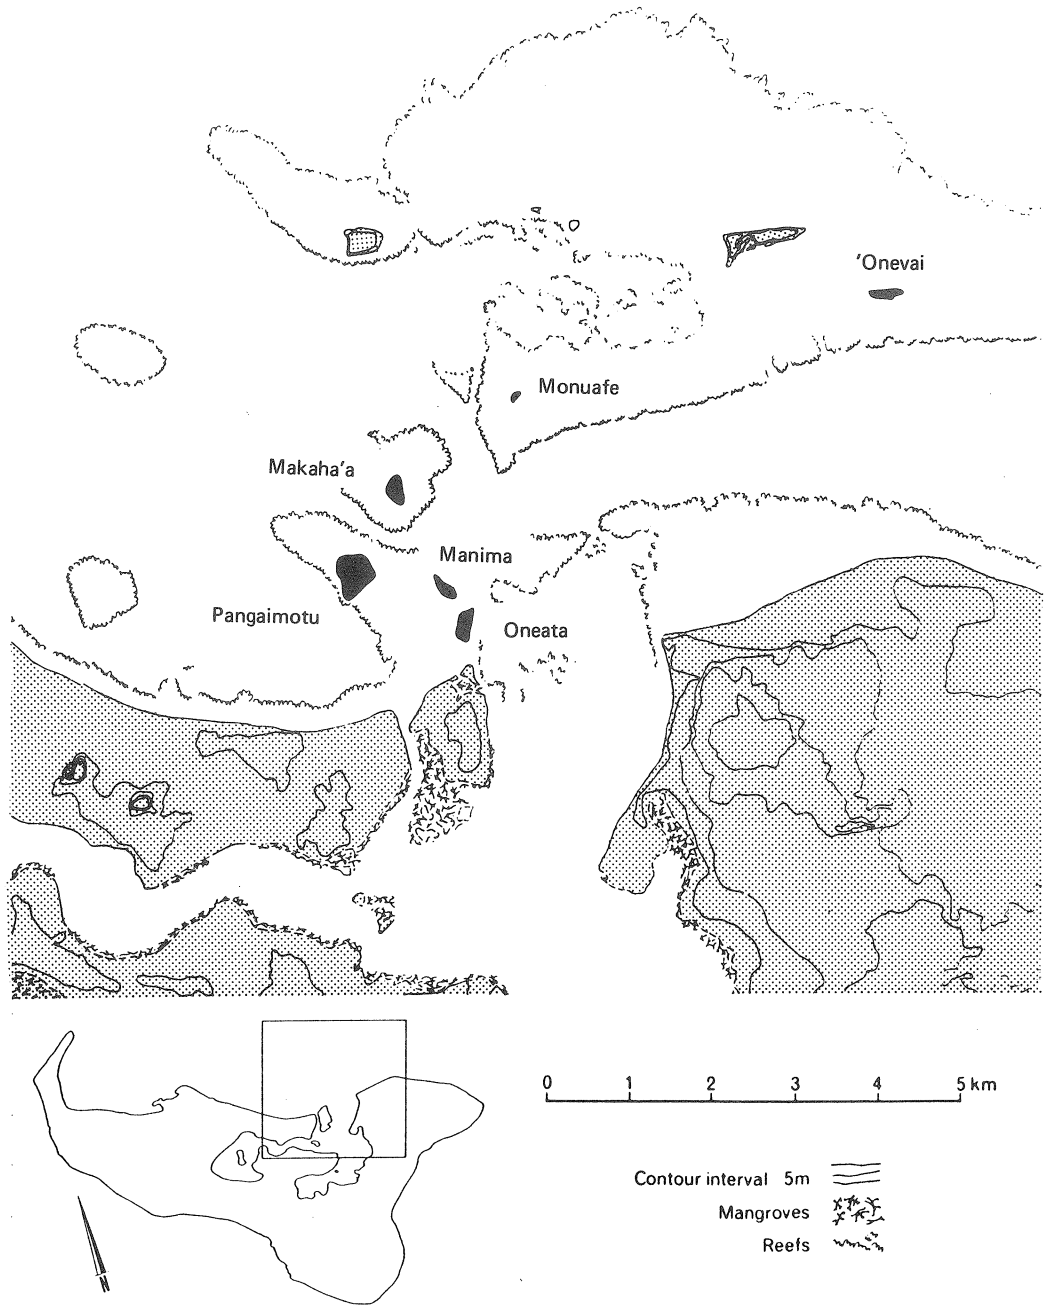 'Onevai
Monuafe
Makaha'a
Manima
Pangaimotu
Oneata
0 1 2 3 4 5 km
Contour interval 5m
Mangroves
Reefs